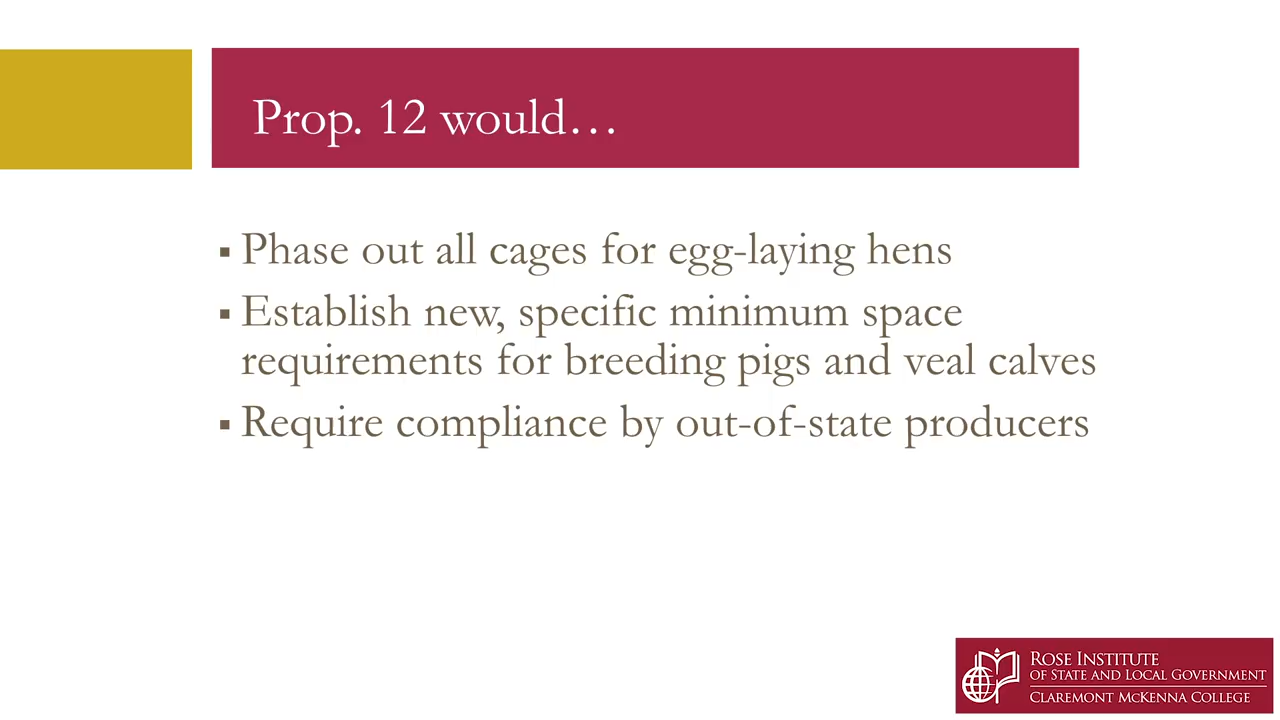 Prop. 12 would…
▪ Phase out all cages for egg-laying hens
▪ Establish new, specific minimum space
requirements for breeding pigs and veal calves
▪ Require compliance by out-of-state producers
ROSE INSTITUTE
OF STATE AND LOCAL GOVERNMENT
CLAREMONT MCKENNA COLLEGE